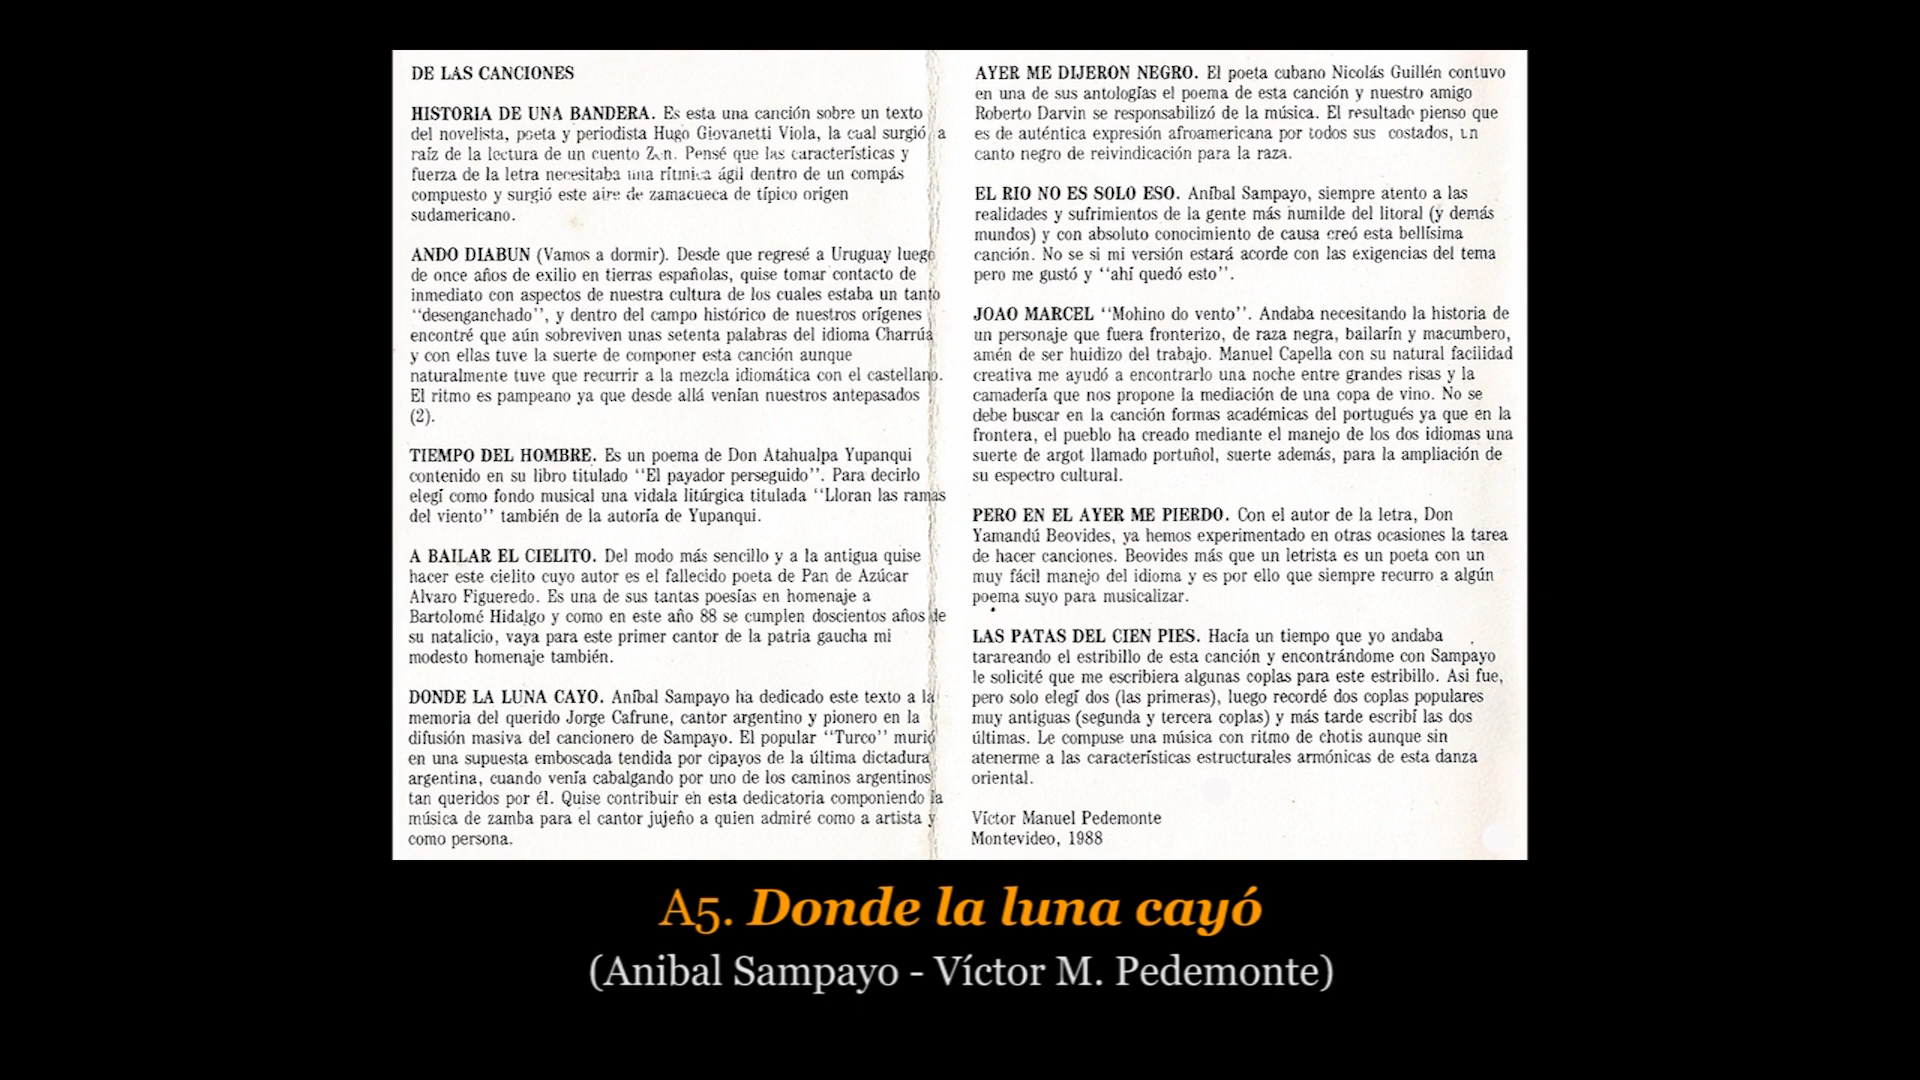 DE LAS CANCIONES
HISTORIA DE UNA BANDERA. Es esta una canción sobre un texto
del novelista, poeta y periodista Hugo Giovanetti Viola, la cual surgió a
raíz de la lectura de un cuento Zen. Pensé que las características y
fuerza de la letra necesitaba una rítmica ágil dentro de un compás
compuesto y surgió este aire de zamacueca de típico origen
sudamericano.
ANDO DIABUN (Vamos a dormir). Desde que regresé a Uruguay luego
de once años de exilio en tierras españolas, quise tomar contacto de
inmediato con aspectos de nuestra cultura de los cuales estaba un tanto
‘‘desenganchado’’, y dentro del campo histórico de nuestros orígenes
encontré que aún sobreviven unas setenta palabras del idioma Charrúa
y con ellas tuve la suerte de componer esta canción aunque
naturalmente tuve que recurrir a la mezcla idiomática con el castellano.
El ritmo es pampeano ya que desde allá venían nuestros antepasados
(2).
TIEMPO DEL HOMBRE. Es un poema de Don Atahualpa Yupanqui
contenido en su libro titulado ‘‘El payador perseguido’’. Para decirlo
elegí como fondo musical una vidala litúrgica titulada ‘‘Lloran las ramas
del viento’’ también de la autoría de Yupanqui.
A BAILAR EL CIELITO. Del modo más sencillo y a la antigua quise
hacer este cielito cuyo autor es el fallecido poeta de Pan de Azúcar
Alvaro Figueredo. Es una de sus tantas poesías en homenaje a
Bartolomé Hidalgo y como en este año 88 se cumplen doscientos años de
su natalicio, vaya para este primer cantor de la patria gaucha mi
modesto homenaje también.
DONDE LA LUNA CAYO. Aníbal Sampayo ha dedicado este texto a la
memoria del querido Jorge Cafrune, cantor argentino y pionero en la
difusión masiva del cancionero de Sampayo. El popular ‘‘Turco’’ murió
en una supuesta emboscada tendida por cipayos de la última dictadura
argentina, cuando venía cabalgando por uno de los caminos argentinos
tan queridos por él. Quise contribuir en esta dedicatoria componiendo la
música de zamba para el cantor jujeño a quien admiré como a artista y
como persona.
AYER ME DIJERON NEGRO. El poeta cubano Nicolás Guillén contuvo
en una de sus antologías el poema de esta canción y nuestro amigo
Roberto Darvin se responsabilizó de la música. El resultado pienso que
es de auténtica expresión afroamericana por todos sus costados, un
canto negro de reivindicación para la raza.
EL RIO NO ES SOLO ESO. Aníbal Sampayo, siempre atento a las
realidades y sufrimientos de la gente más humilde del litoral (y demás
mundos) y con absoluto conocimiento de causa creó esta bellísima
canción. No se si mi versión estará acorde con las exigencias del tema
pero me gustó y ‘‘ahí quedó esto’’.
JOAO MARCEL ‘‘Mohino do vento’’. Andaba necesitando la historia de
un personaje que fuera fronterizo, de raza negra, bailarín y macumbero,
amén de ser huidizo del trabajo. Manuel Capella con su natural facilidad
creativa me ayudó a encontrarlo una noche entre grandes risas y la
camadería que nos propone la mediación de una copa de vino. No se
debe buscar en la canción formas académicas del portugués ya que en la
frontera, el pueblo ha creado mediante el manejo de los dos idiomas una
suerte de argot llamado portuñol, suerte además, para la ampliación de
su espectro cultural.
PERO EN EL AYER ME PIERDO. Con el autor de la letra, Don
Yamandú Beovides, ya hemos experimentado en otras ocasiones la tarea
de hacer canciones. Beovides más que un letrista es un poeta con un
muy fácil manejo del idioma y es por ello que siempre recurro a algún
poema suyo para musicalizar.
LAS PATAS DEL CIEN PIES. Hacía un tiempo que yo andaba
tarareando el estribillo de esta canción y encontrándome con Sampayo
le solicité que me escribiera algunas coplas para este estribillo. Asi fue,
pero solo elegí dos (las primeras), luego recordé dos coplas populares
muy antiguas (segunda y tercera coplas) y más tarde escribí las dos
últimas. Le compuse una música con ritmo de chotis aunque sin
atenerme a las características estructurales armónicas de esta danza
oriental.
Víctor Manuel Pedemonte
Montevideo, 1988
A5. Donde la luna cayó
(Anibal Sampayo - Víctor M. Pedemonte)